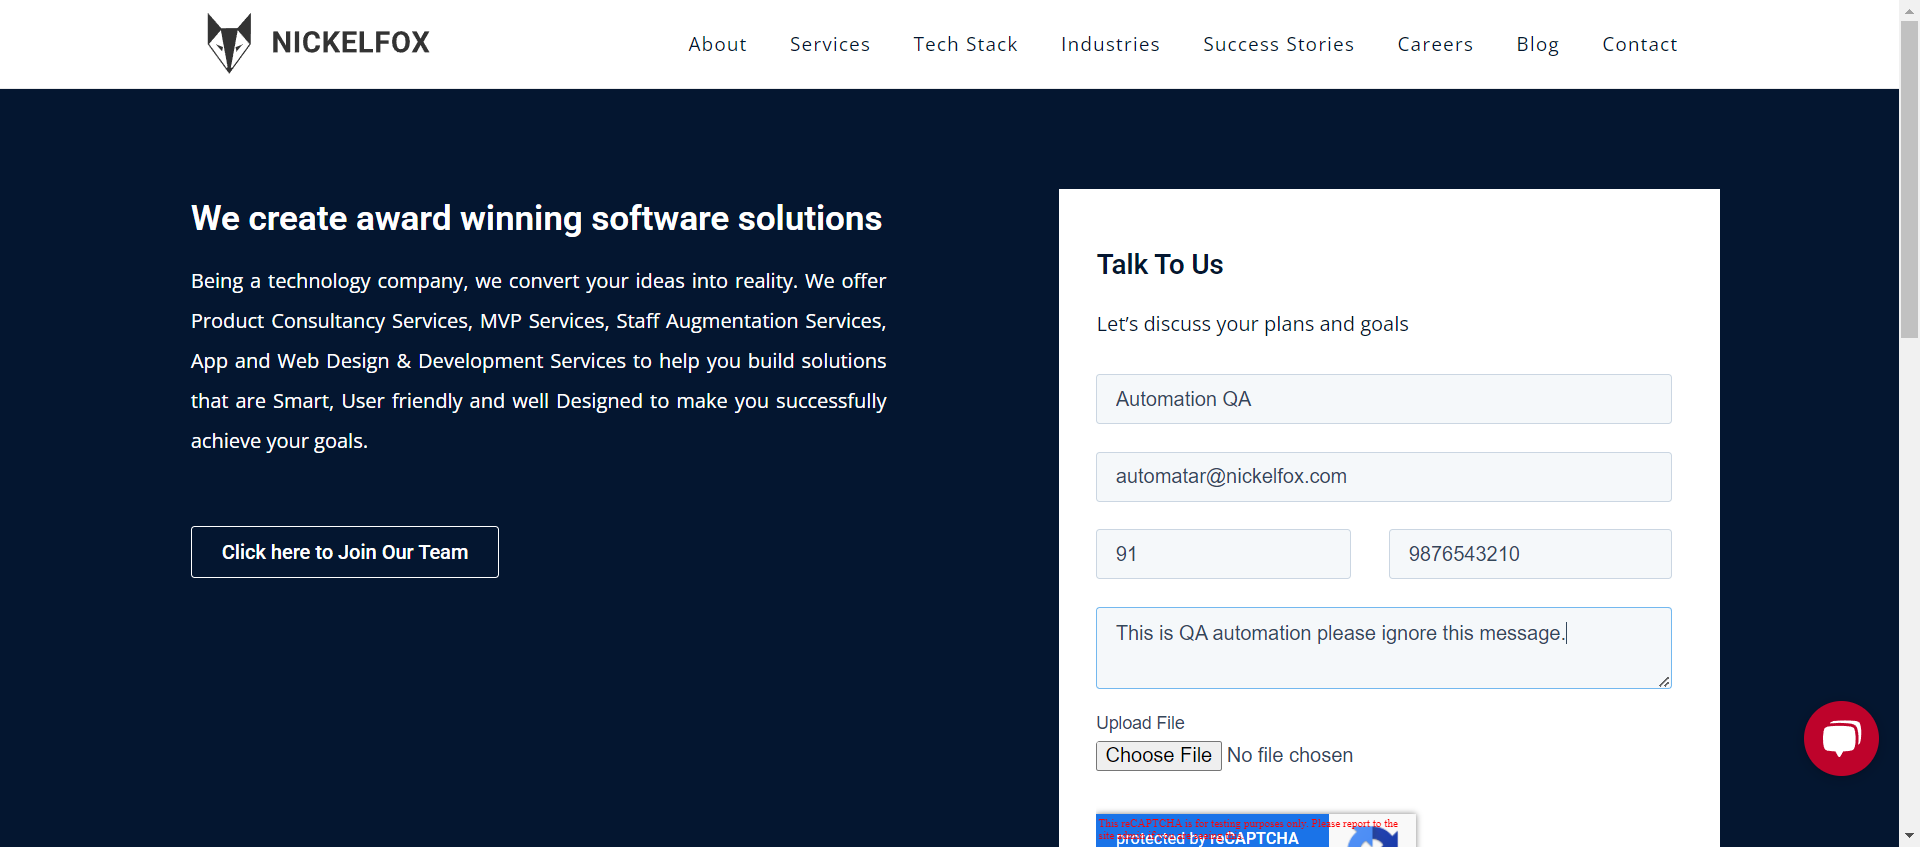 NICKELFOX
About Services Tech Stack Industries Success Stories Careers Blog Contact
We create award winning software solutions
Being a technology company, we convert your ideas into reality. We offer
Product Consultancy Services, MVP Services, Staff Augmentation Services,
App and Web Design & Development Services to help you build solutions
that are Smart, User friendly and well Designed to make you successfully
achieve your goals.
Click here to Join Our Team
Talk To Us
Let’s discuss your plans and goals
Automation QA
automatar@nickelfox.com
91 9876543210
This is QA automation please ignore this message.
Upload File
Choose File No file chosen
This reCAPTCHA is for testing purposes only. Please report to the
protected by reCAPTCHA